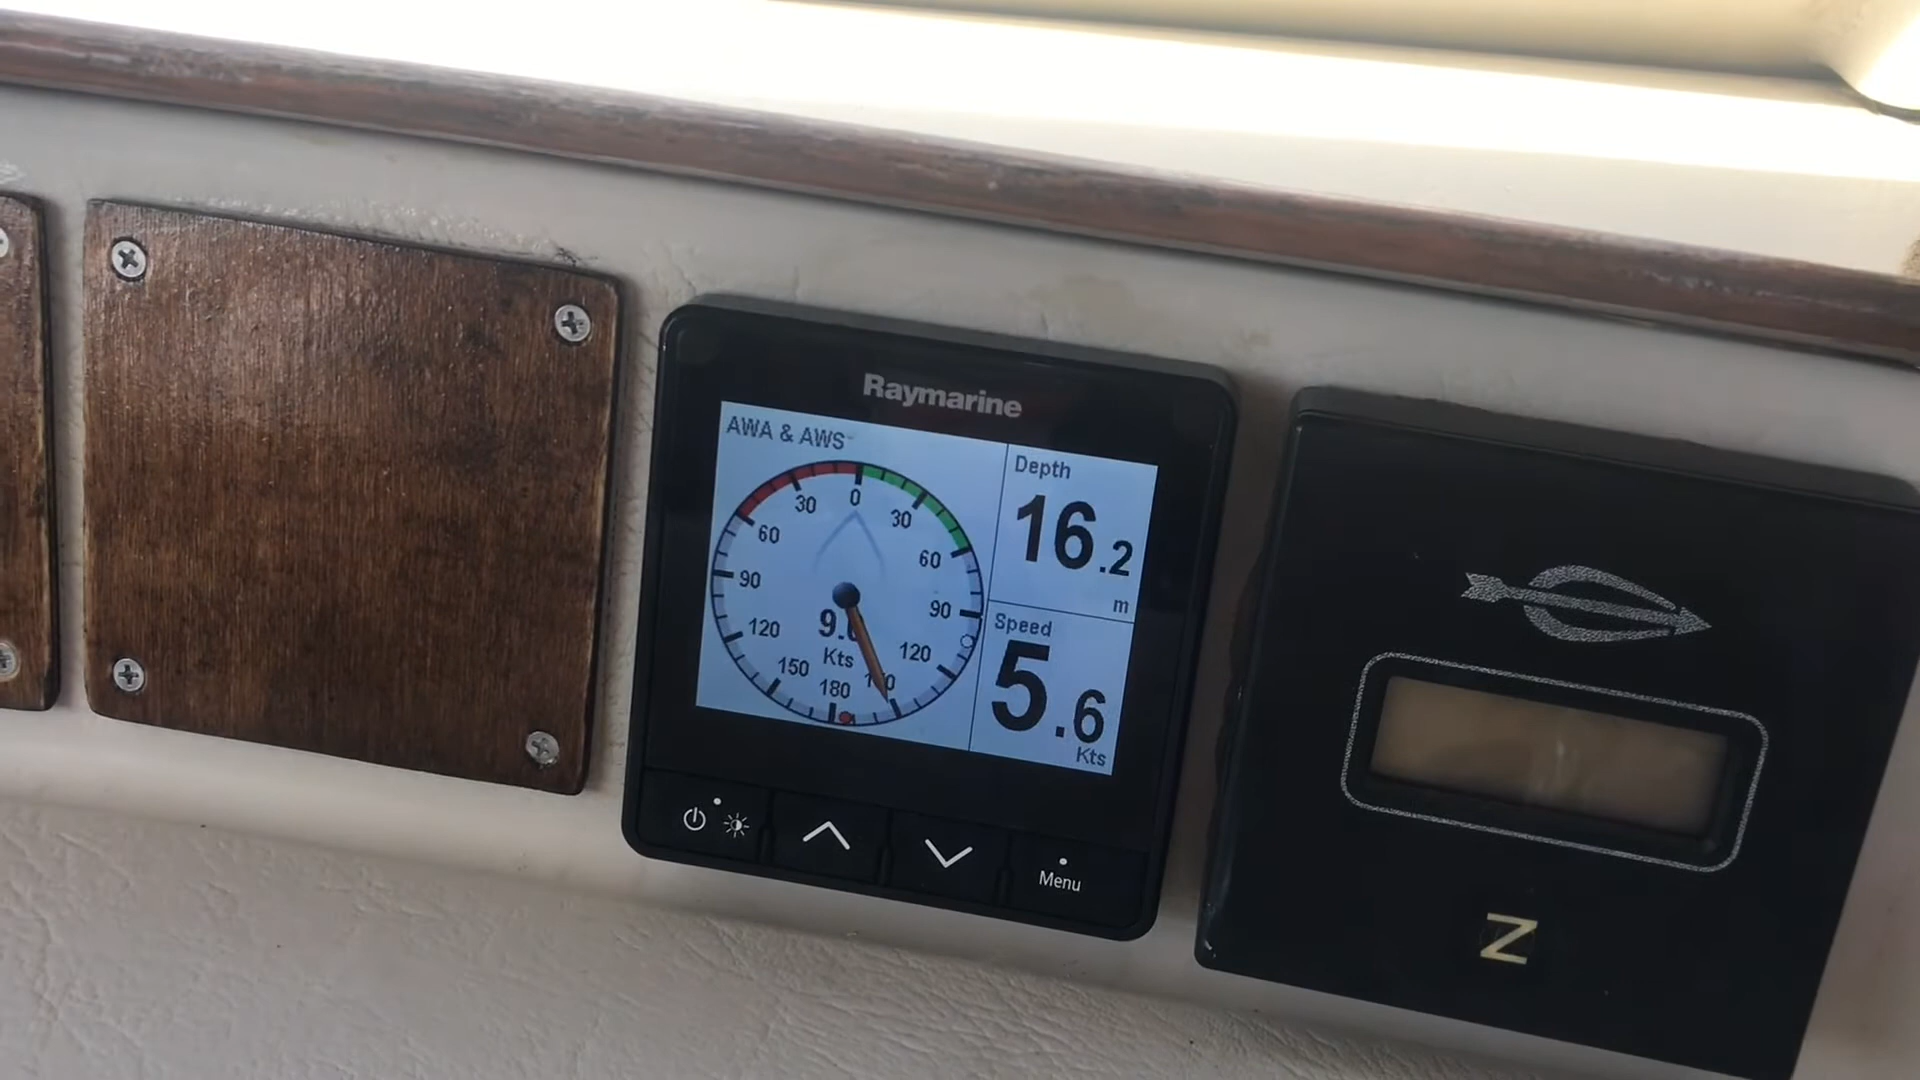 Raymarine
AWA & AWS
Depth
16.2
m
Speed
5.6
Kts
0
30
30
60
60
90
90
120
120
150
180
Kts
Menu
Z